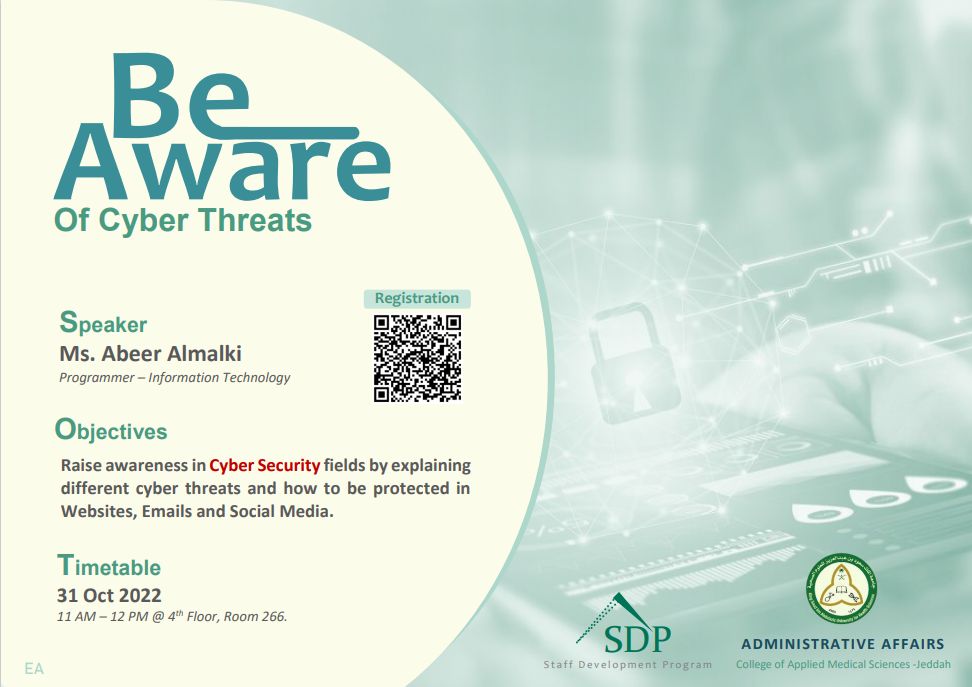 Be
Aware
Of Cyber Threats
Registration
Speaker
Ms. Abeer Almalki
Programmer – Information Technology
Objectives
Raise awareness in Cyber Security fields by explaining
different cyber threats and how to be protected in
Websites, Emails and Social Media.
Timetable
31 Oct 2022
11 AM – 12 PM @ 4th Floor, Room 266.
EA
SDP
Staff Development Program
ADMINISTRATIVE AFFAIRS
College of Applied Medical Sciences -Jeddah